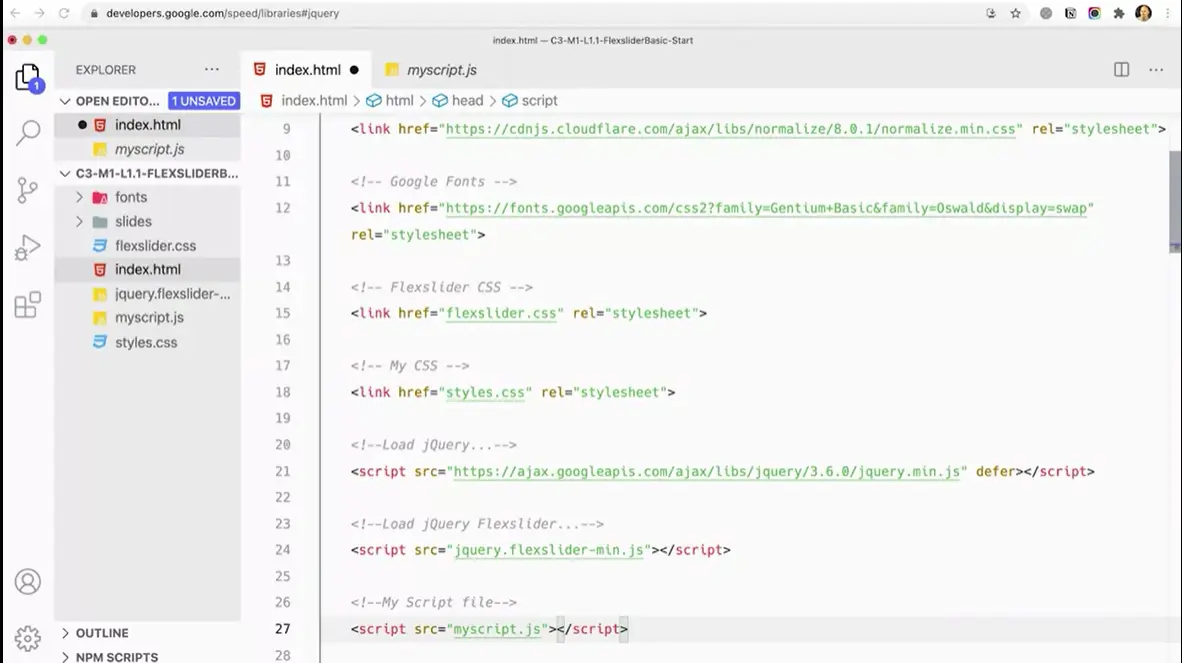 developers.google.com/speed/libraries#jquery
index.html — C3-M1-L1.1-FlexsliderBasic-Start
EXPLORER
index.html
myscript.js
OPEN EDITO...
1 UNSAVED
index.html > html > head > script
1
index.html
myscript.js
C3-M1-L1.1-FLEXSLIDERB...
fonts
slides
flexslider.css
index.html
jquery.flexslider-...
myscript.js
styles.css
OUTLINE
NPM SCRIPTS
9 <link href="https://cdnjs.cloudflare.com/ajax/libs/normalize/8.0.1/normalize.min.css" rel="stylesheet">
10
11 <!-- Google Fonts -->
12 <link href="https://fonts.googleapis.com/css2?family=Gentium+Basic&family=Oswald&display=swap"
rel="stylesheet">
13
14 <!-- Flexslider CSS -->
15 <link href="flexslider.css" rel="stylesheet">
16
17 <!-- My CSS -->
18 <link href="styles.css" rel="stylesheet">
19
20 <!--Load jQuery...-->
21 <script src="https://ajax.googleapis.com/ajax/libs/jquery/3.6.0/jquery.min.js" defer></script>
22
23 <!--Load jQuery Flexslider...-->
24 <script src="jquery.flexslider-min.js"></script>
25
26 <!--My Script file-->
27 <script src="myscript.js"></script>
28